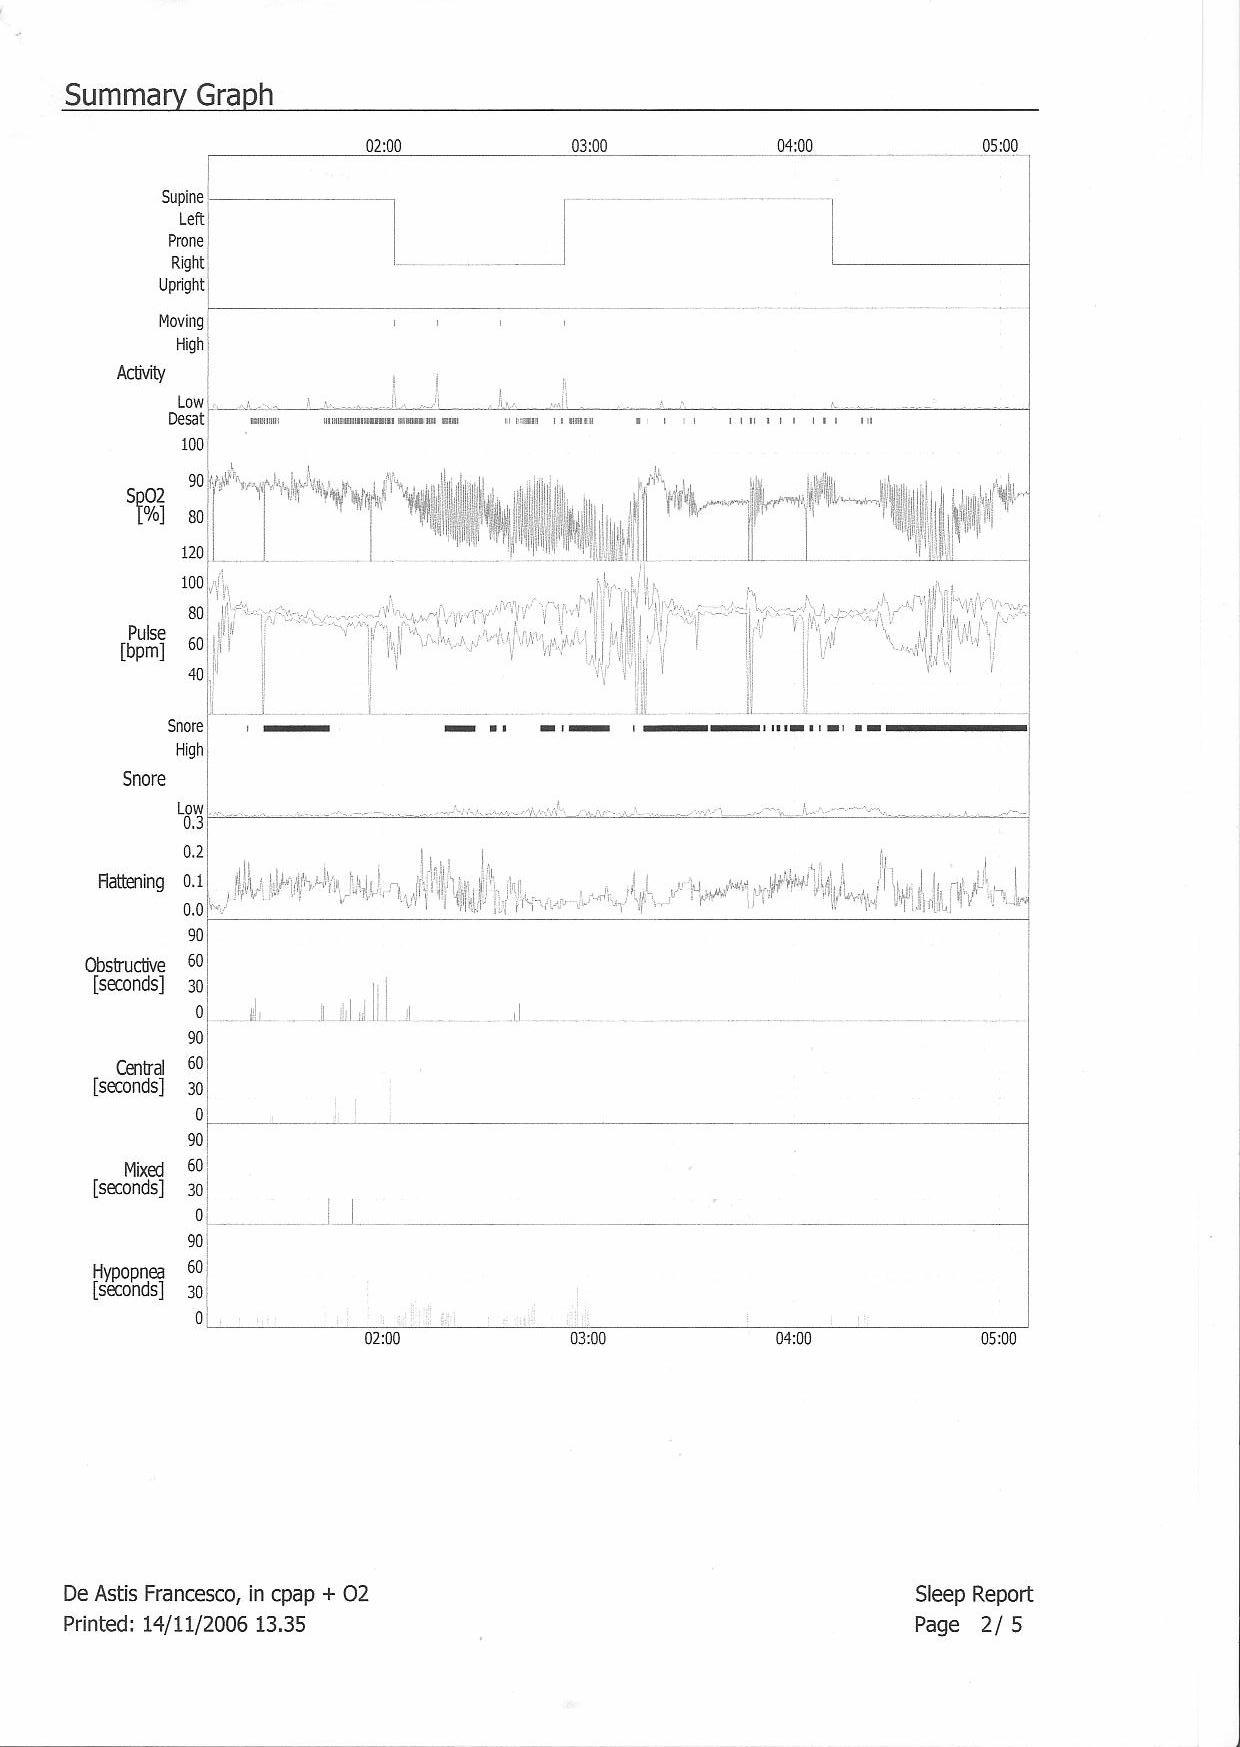 Summary Graph
02:00 03:00 04:00 05:00
Supine
Left
Prone
Right
Upright
Moving
High
Activity
Low
Desat
100
90
SpO2
[%] 80
120
100
80
Pulse
[bpm] 60
40
Snore
High
Snore
Low
0.3
0.2
Flattening 0.1
0.0
90
Obstructive 60
[seconds] 30
0
90
Central 60
[seconds] 30
0
90
Mixed 60
[seconds] 30
0
90
Hypopnea 60
[seconds] 30
0
02:00 03:00 04:00 05:00
De Astis Francesco, in cpap + O2 Sleep Report
Printed: 14/11/2006 13.35 Page 2/ 5